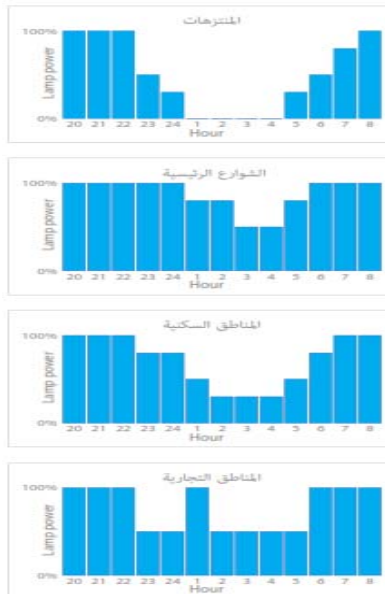 المنتزهات
100%
Lamp power
0%
20 21 22 23 24 1 2 3 4 5 6 7 8
Hour
الشوارع الرئيسية
100%
Lamp power
0%
20 21 22 23 24 1 2 3 4 5 6 7 8
Hour
المناطق السكنية
100%
Lamp power
0%
20 21 22 23 24 1 2 3 4 5 6 7 8
Hour
المناطق التجارية
100%
Lamp power
0%
20 21 22 23 24 1 2 3 4 5 6 7 8
Hour